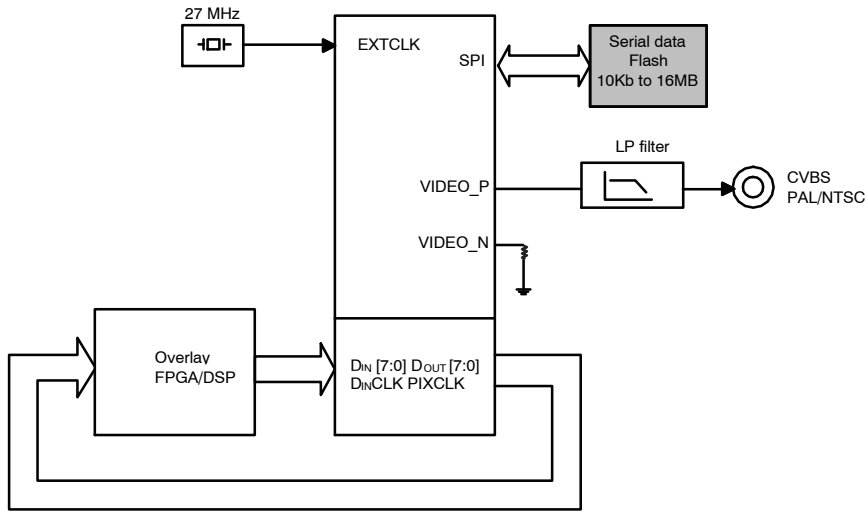 27 MHz
EXTCLK
SPI
Serial data
Flash
10Kb to 16MB
LP filter
VIDEO_P
CVBS
PAL/NTSC
VIDEO_N
Overlay
FPGA/DSP
DIN [7:0] DOUT [7:0]
DINCLK PIXCLK